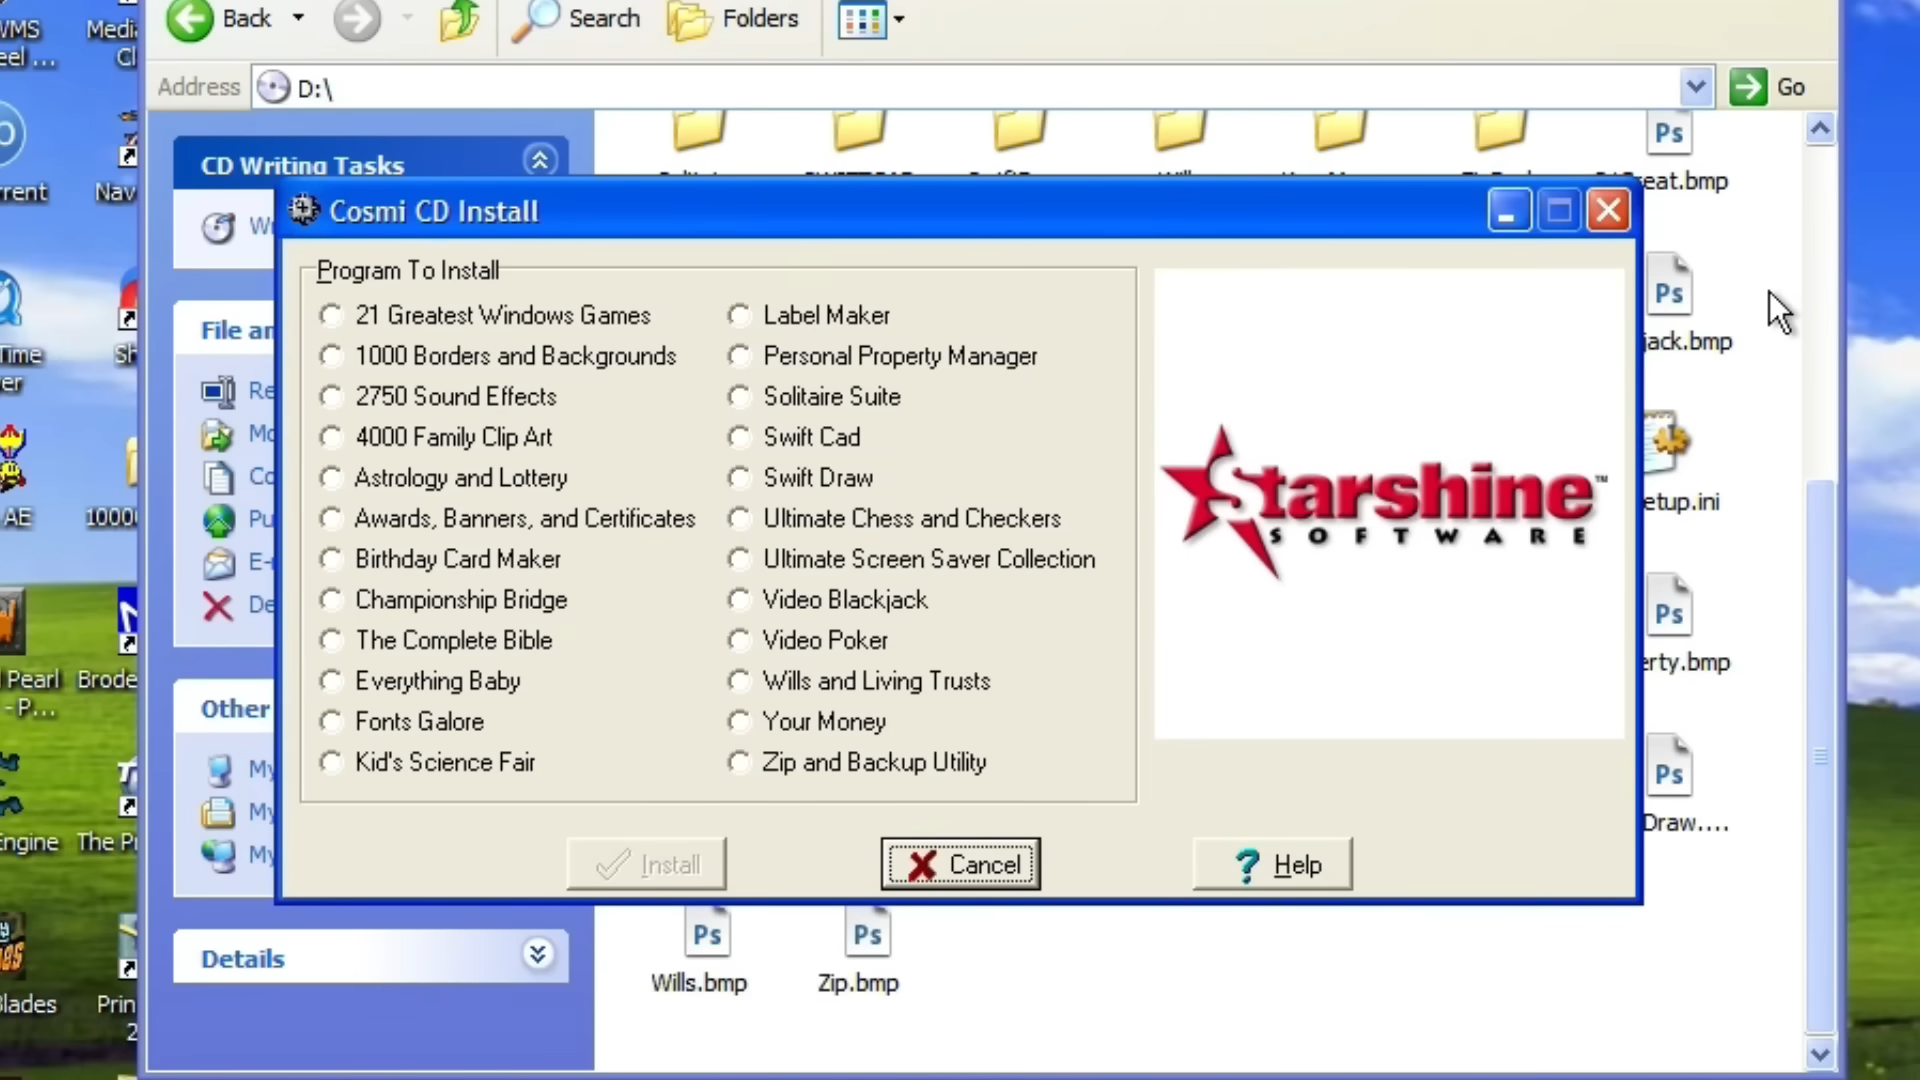 Back
Search
Folders
Address
D:\
Go
WMS
CD Writing Tasks
Cosmi CD Install
Program To Install
21 Greatest Windows Games
1000 Borders and Backgrounds
2750 Sound Effects
4000 Family Clip Art
Astrology and Lottery
Awards, Banners, and Certificates
Birthday Card Maker
Championship Bridge
The Complete Bible
Everything Baby
Fonts Galore
Kid's Science Fair
Label Maker
Personal Property Manager
Solitaire Suite
Swift Cad
Swift Draw
Ultimate Chess and Checkers
Ultimate Screen Saver Collection
Video Blackjack
Video Poker
Wills and Living Trusts
Your Money
Zip and Backup Utility
Starshine™
SOFTWARE
Install
Cancel
Help
eat.bmp
jack.bmp
etup.ini
erty.bmp
Draw....
Other
Details
Wills.bmp
Zip.bmp
AE
Pearl
- P...
Engine